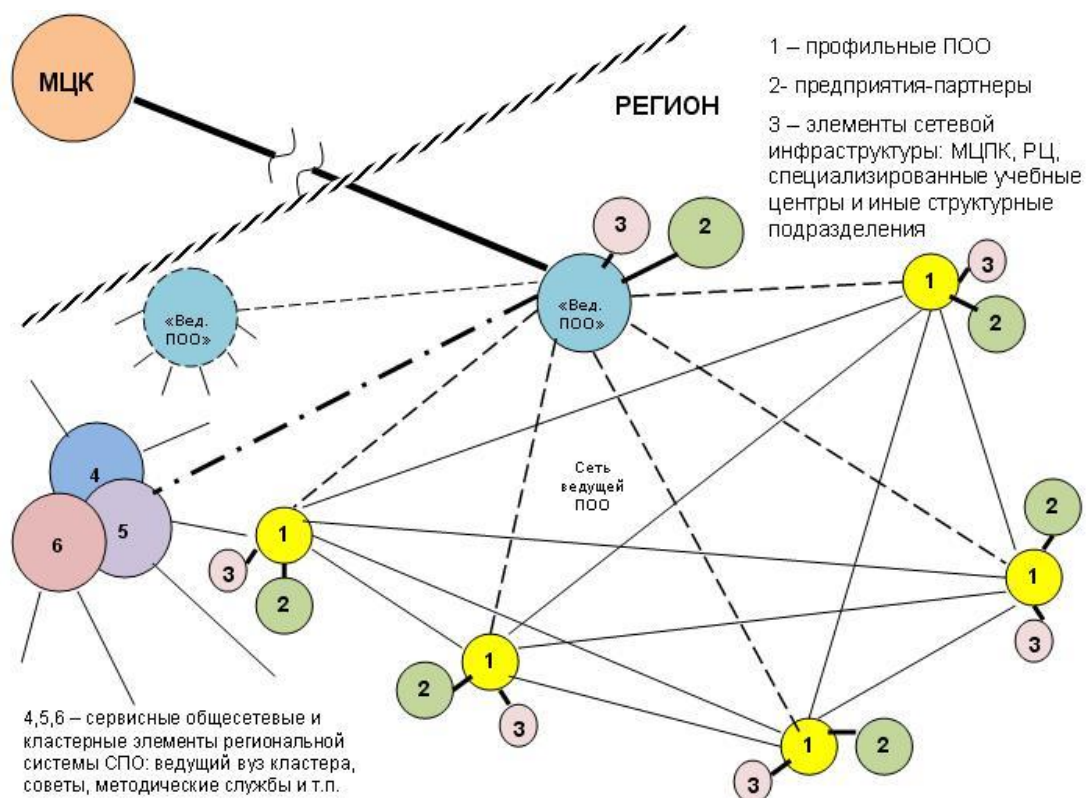 МЦК
РЕГИОН
1 – профильные ПОО
2- предприятия-партнеры
3 – элементы сетевой
инфраструктуры: МЦПК, РЦ,
специализированные учебные
центры и иные структурные
подразделения
3
2
«Вед.
ПОО»
1
3
2
«Вед.
ПОО»
4
5
6
Сеть
ведущей
ПОО
1
3
2
2
1
3
1
2
3
1
2
3
4,5,6 – сервисные общесетевые и
кластерные элементы региональной
системы СПО: ведущий вуз кластера,
советы, методические службы и т.п.